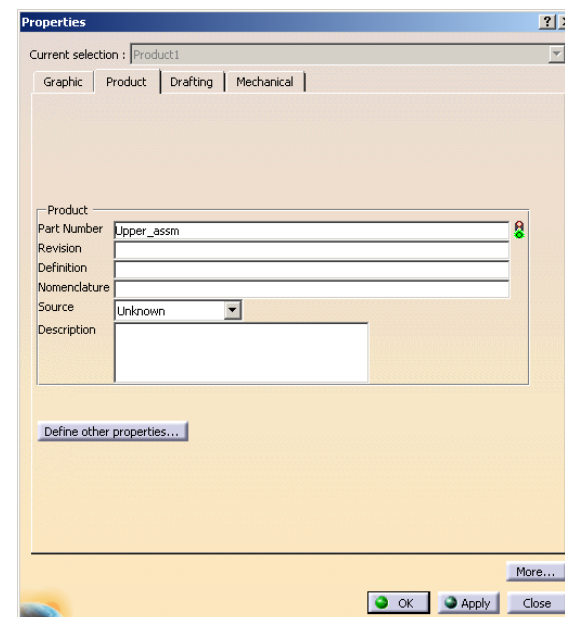 Properties
Current selection : Product1
Graphic Product Drafting Mechanical
Product
Part Number Upper_assm
Revision
Definition
Nomenclature
Source Unknown
Description
Define other properties...
More...
OK Apply Close